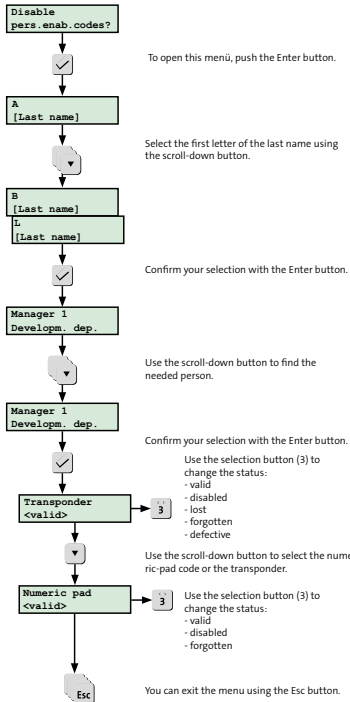 Disable
pers.enab.codes?
To open this menü, push the Enter button.
A
[Last name]
Select the first letter of the last name using
the scroll-down button.
B
[Last name]
L
[Last name]
Confirm your selection with the Enter button.
Manager 1
Developm. dep.
Use the scroll-down button to find the
needed person.
Manager 1
Developm. dep.
Confirm your selection with the Enter button.
Use the selection button (3) to
change the status:
- valid
- disabled
- lost
- forgotten
- defective
Transponder
<valid>
3
Use the scroll-down button to select the nume
ric-pad code or the transponder.
Numeric pad
<valid>
3
Use the selection button (3) to
change the status:
- valid
- disabled
- forgotten
Esc
You can exit the menu using the Esc button.